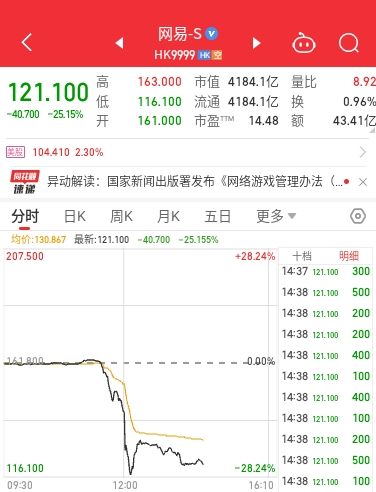 网易-S
HK9999 HK 空
121.100
-40.700 -25.15%
高 163.000 市值 4184.1亿 量比 8.92
低 116.100 流通 4184.1亿 换 0.96%
开 161.000 市盈TTM 14.48 额 43.41亿
美股 104.410 2.30%
同花顺速递 异动解读：国家新闻出版署发布《网络游戏管理办法（...
分时 日K 周K 月K 五日 更多
均价:130.867 最新:121.100 -40.700 -25.155%
207.500 +28.24%
161.800 0.00%
116.100 -28.24%
09:30 12:00 16:10
十档 明细
14:37 121.100 300
14:38 121.100 500
14:38 121.100 200
14:38 121.100 200
14:38 121.100 400
14:38 121.100 100
14:38 121.100 400
14:38 121.100 100
14:38 121.100 200
14:38 121.100 500
14:38 121.100 100